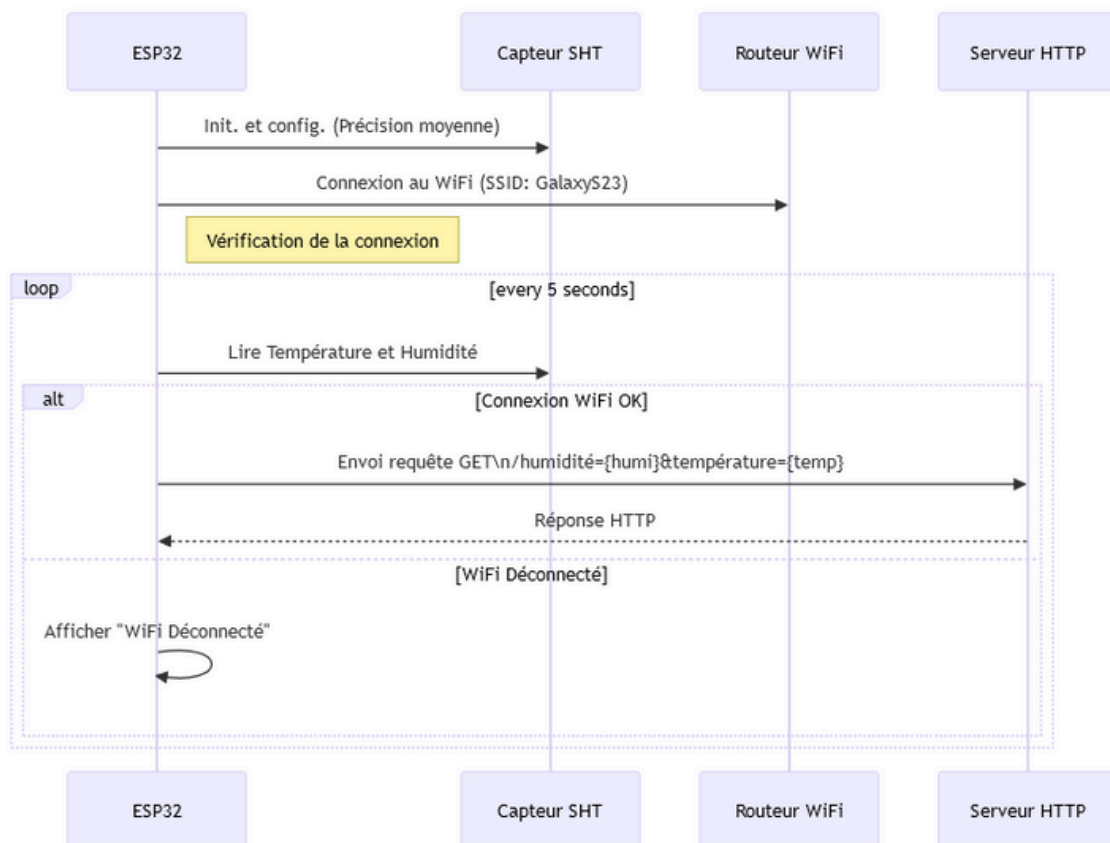 ESP32
Capteur SHT
Routeur WiFi
Serveur HTTP
Init. et config. (Précision moyenne)
Connexion au WiFi (SSID: GalaxyS23)
Vérification de la connexion
loop
[every 5 seconds]
Lire Température et Humidité
alt
[Connexion WiFi OK]
Envoi requête GET\n/humidité={humi}&température={temp}
Réponse HTTP
[WiFi Déconnecté]
Afficher "WiFi Déconnecté"
ESP32
Capteur SHT
Routeur WiFi
Serveur HTTP